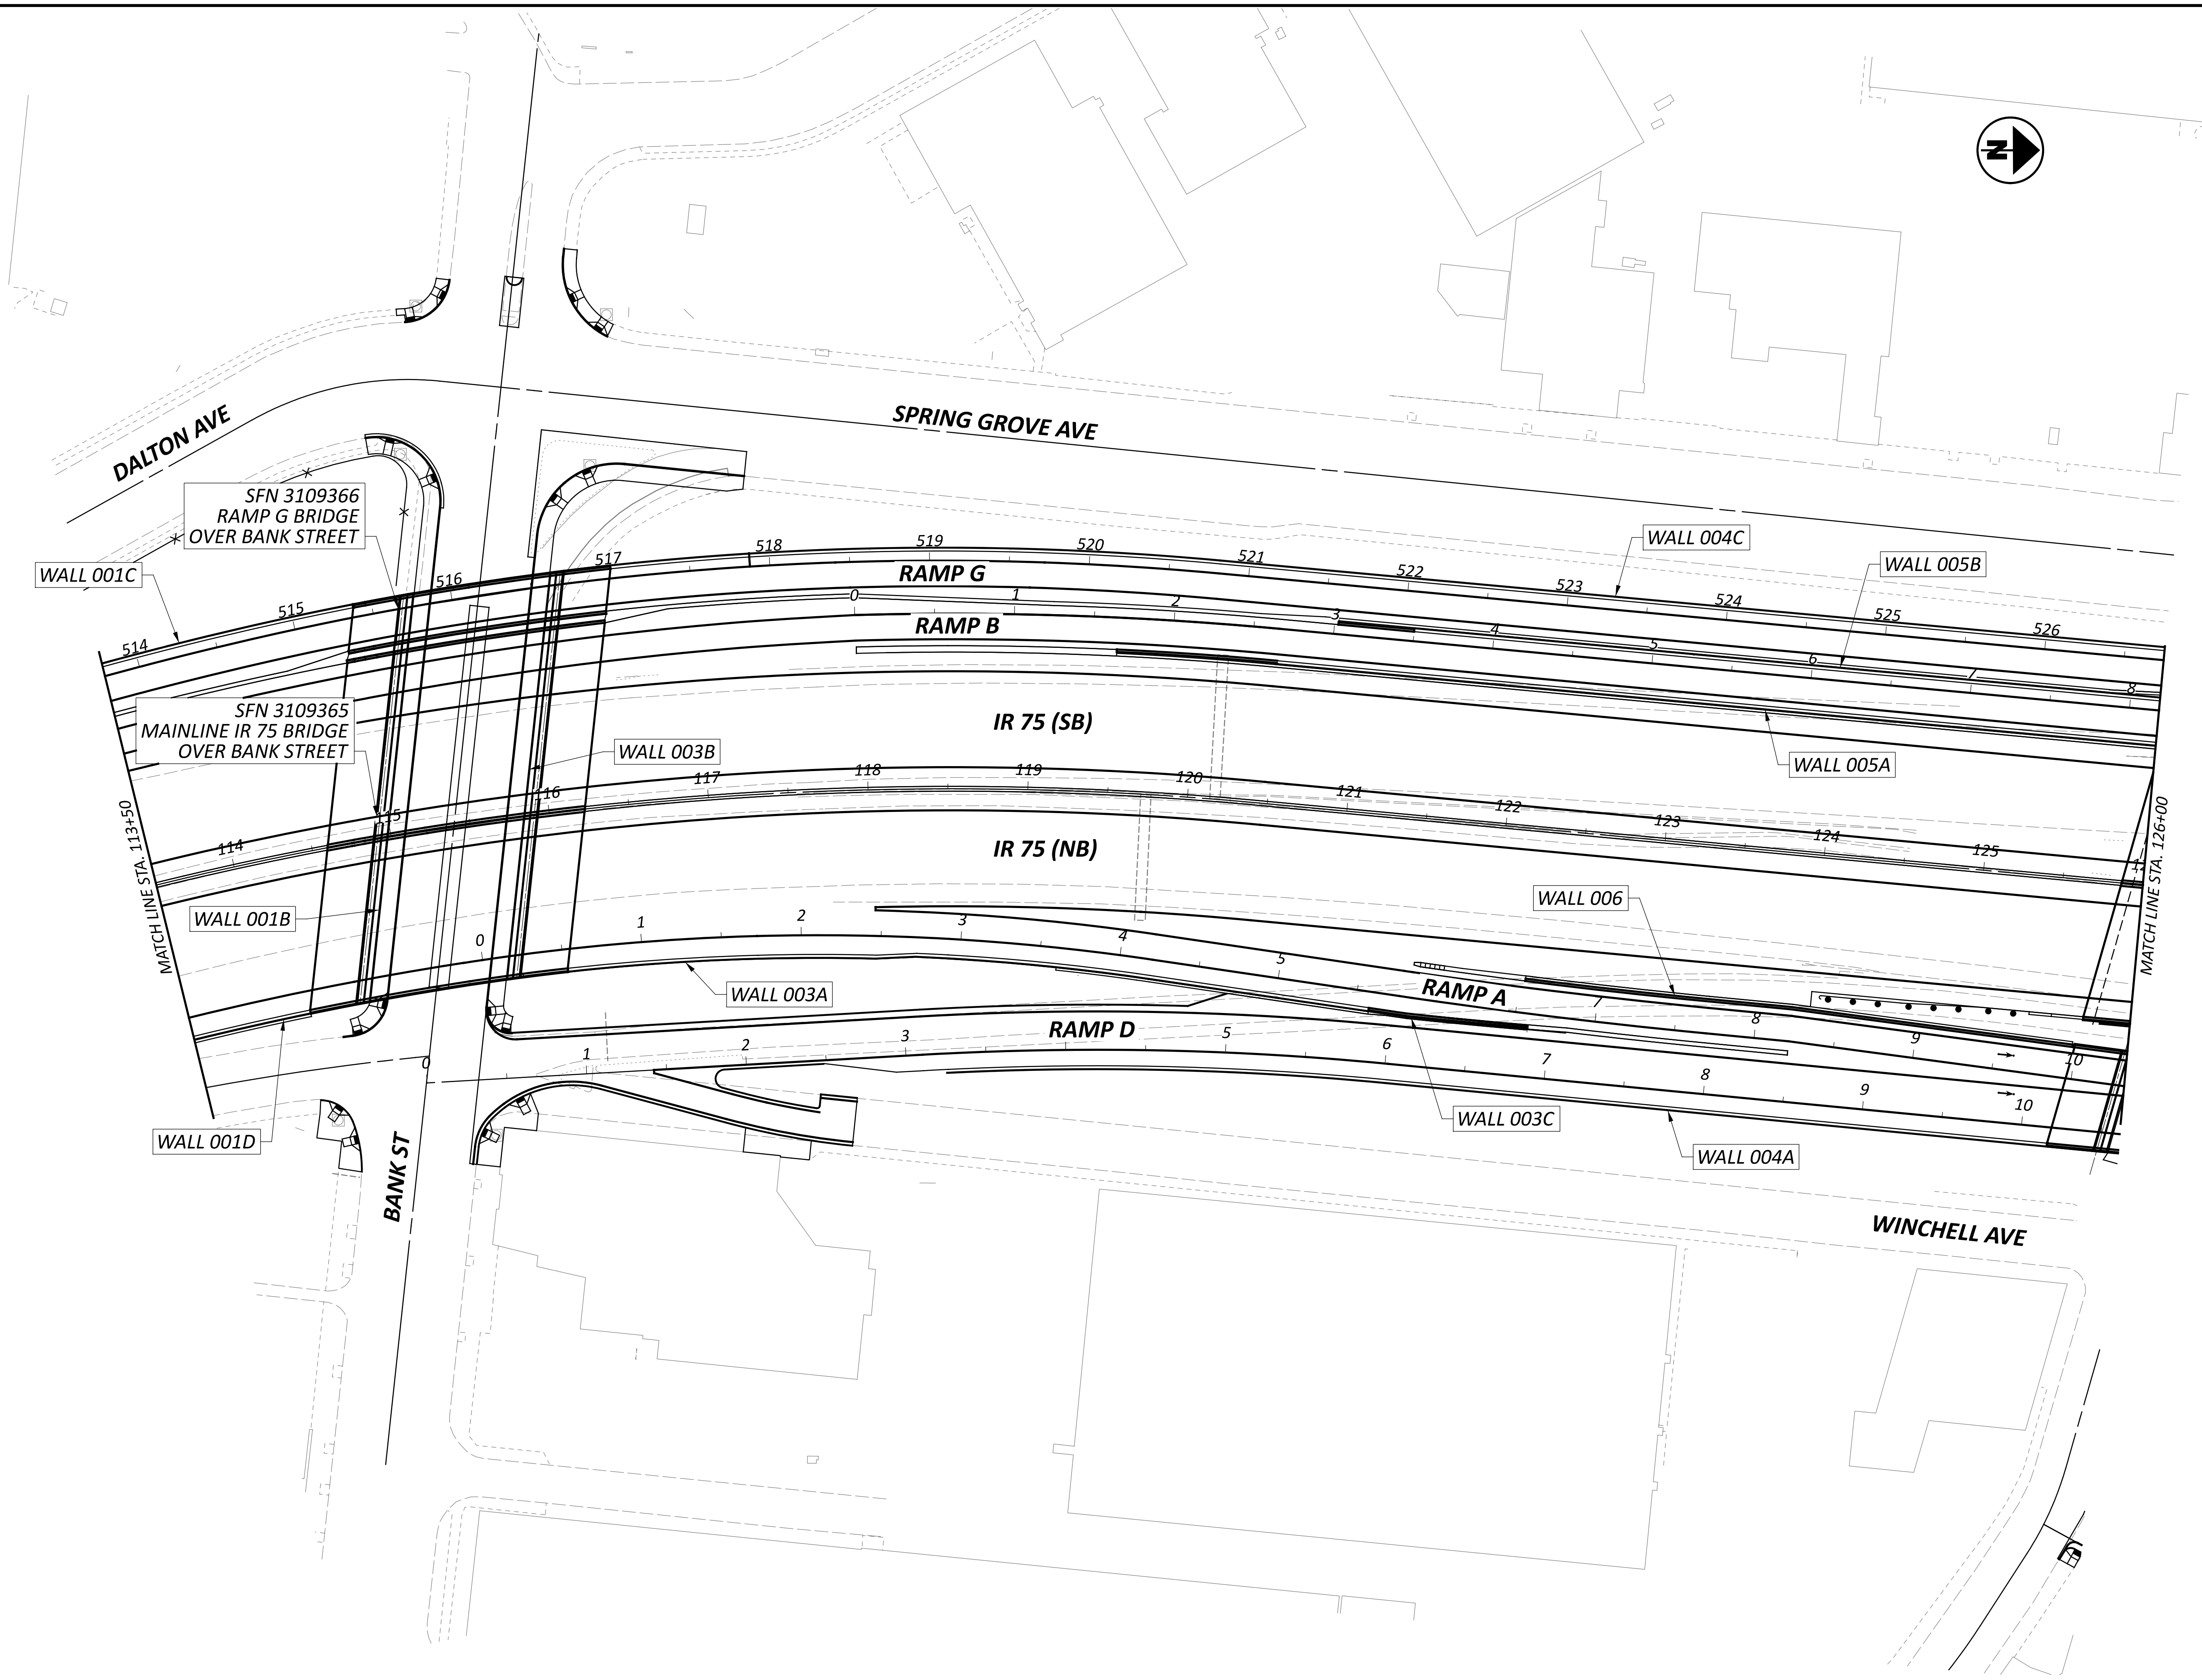 N
SPRING GROVE AVE
DALTON AVE
SFN 3109366
RAMP G BRIDGE
OVER BANK STREET
WALL 001C
WALL 004C
WALL 005B
514
515
516
517
518
519
520
521
522
523
524
525
526
RAMP G
0
1
2
3
4
5
6
7
8
RAMP B
SFN 3109365
MAINLINE IR 75 BRIDGE
OVER BANK STREET
WALL 003B
IR 75 (SB)
WALL 005A
MATCH LINE STA. 113+50
MATCH LINE STA. 126+00
114
115
116
117
118
119
120
121
122
123
124
125
IR 75 (NB)
WALL 001B
WALL 006
0
1
2
3
4
5
7
8
9
10
RAMP A
WALL 003A
RAMP D
0
1
2
3
5
6
7
8
9
10
WALL 003C
WALL 001D
WALL 004A
BANK ST
WINCHELL AVE